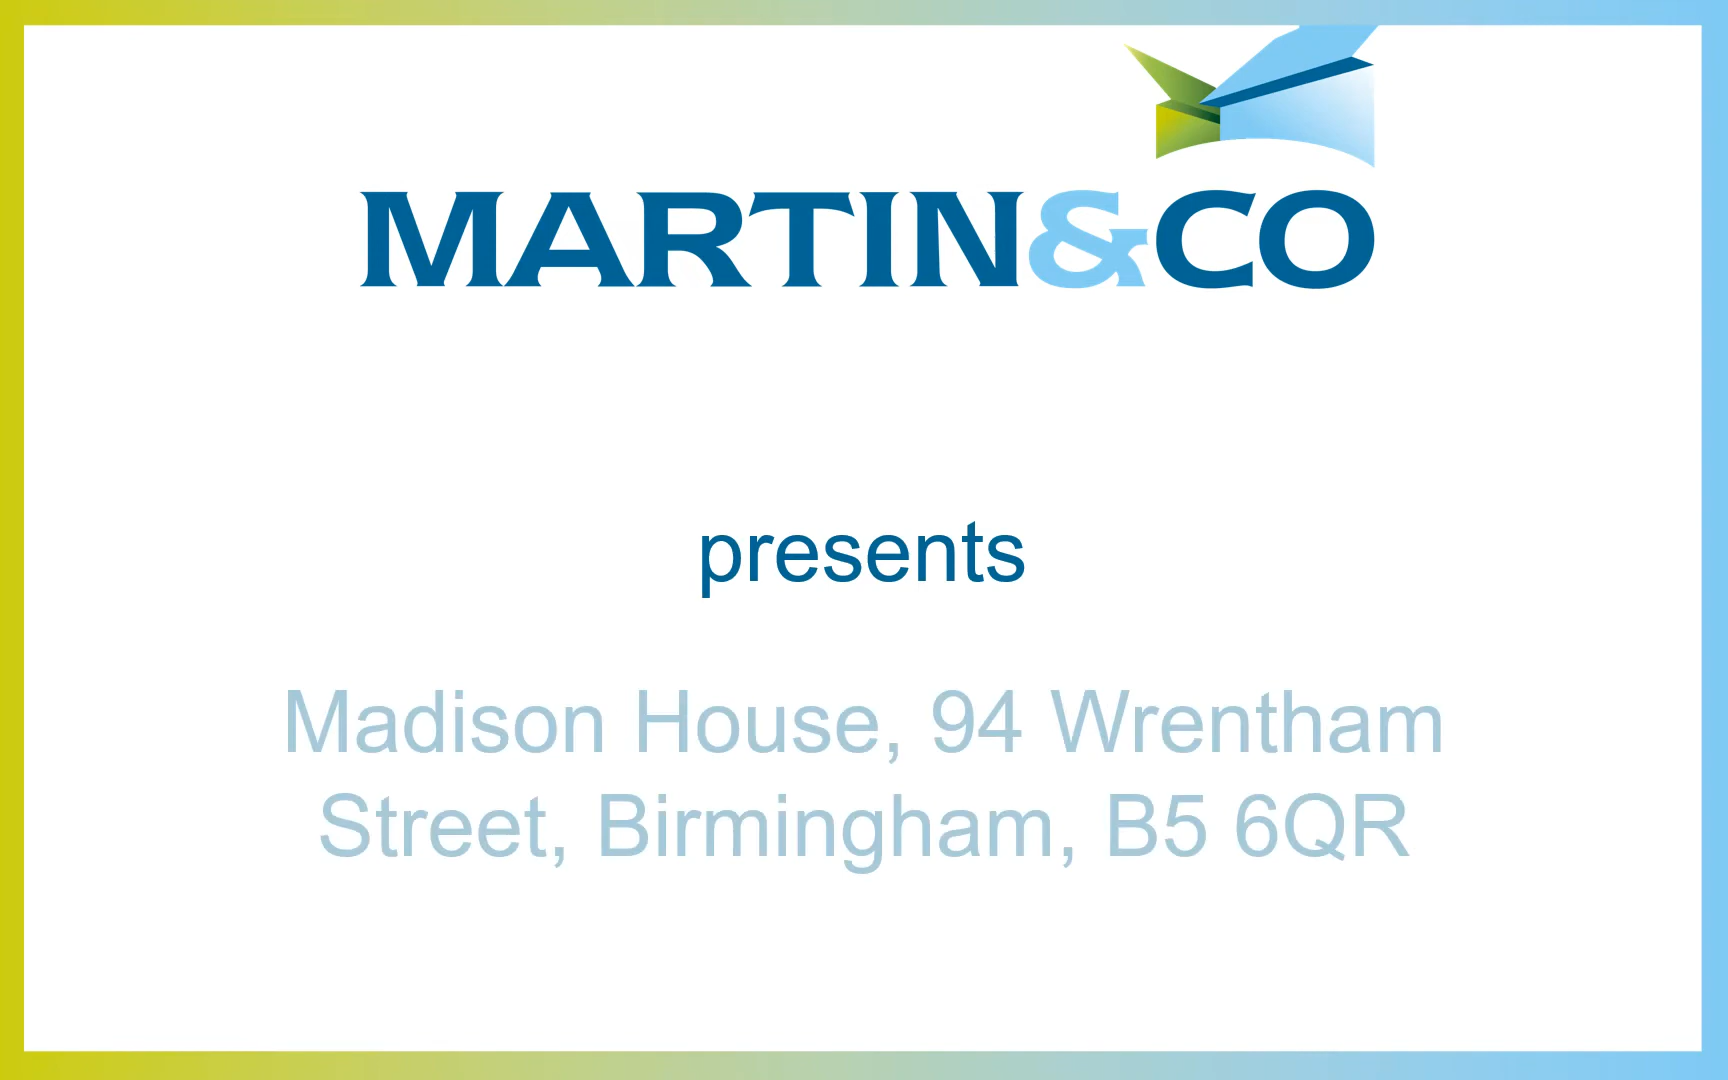 MARTIN&CO
presents
Madison House, 94 Wrentham
Street, Birmingham, B5 6QR